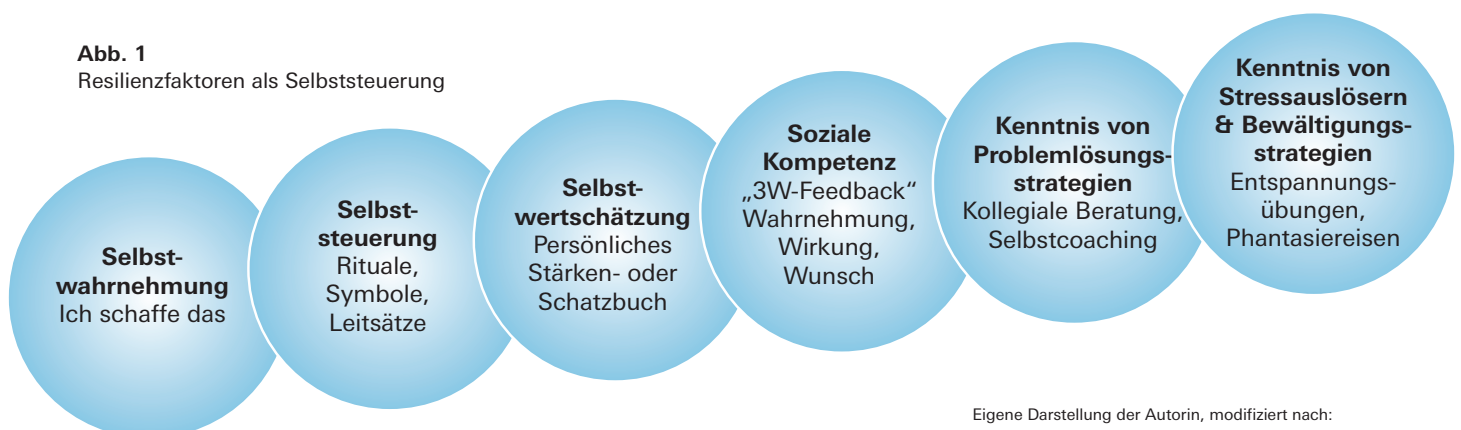 Abb. 1
Resilienzfaktoren als Selbststeuerung
Selbst-
wahrnehmung
Ich schaffe das
Selbst-
steuerung
Rituale,
Symbole,
Leitsätze
Selbst-
wertschätzung
Persönliches
Stärken- oder
Schatzbuch
Soziale
Kompetenz
„3W-Feedback“
Wahrnehmung,
Wirkung,
Wunsch
Kenntnis von
Problemlösungs-
strategien
Kollegiale Beratung,
Selbstcoaching
Kenntnis von
Stressauslösern
& Bewältigungs-
strategien
Entspannungs-
übungen,
Phantasiereisen
Eigene Darstellung der Autorin, modifiziert nach: